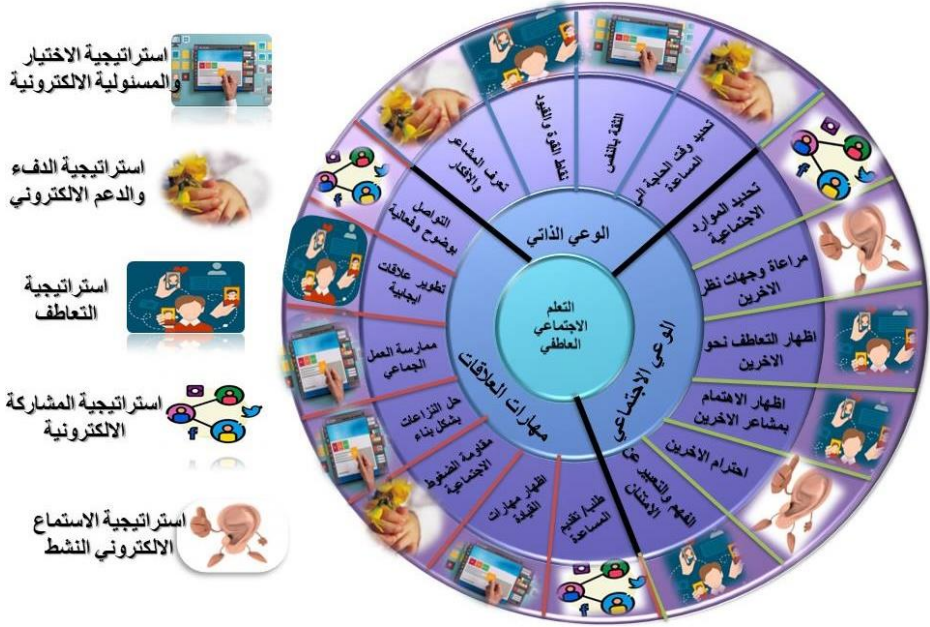 استراتيجية الاختيار
والمسئولية الالكترونية
استراتيجية الدفء
والدعم الالكتروني
استراتيجية
التعاطف
استراتيجية المشاركة
الالكترونية
استراتيجية الاستماع
الالكتروني النشط
التعلم
الاجتماعي
العاطفي
الوعي الذاتي
الوعي الاجتماعي
مهارات العلاقات
تعرف المشاعر
والافكار
نقاط القوة والقيود
الثقة بالنفس
تحديد وقت الحاجة الى
المساعدة
تحديد الموارد
الاجتماعية
مراعاة وجهات نظر
الاخرين
اظهار التعاطف نحو
الاخرين
اظهار الاهتمام
بمشاعر الاخرين
احترام الاخرين
الفهم والتعبير عن
الامتنان
طلب/ تقديم
المساعدة
اظهار مهارات
القيادة
مقاومة الضغوط
الاجتماعية
حل النزاعات
بشكل بناء
ممارسة العمل
الجماعي
تطوير علاقات
ايجابية
التواصل
بوضوح وفعالية